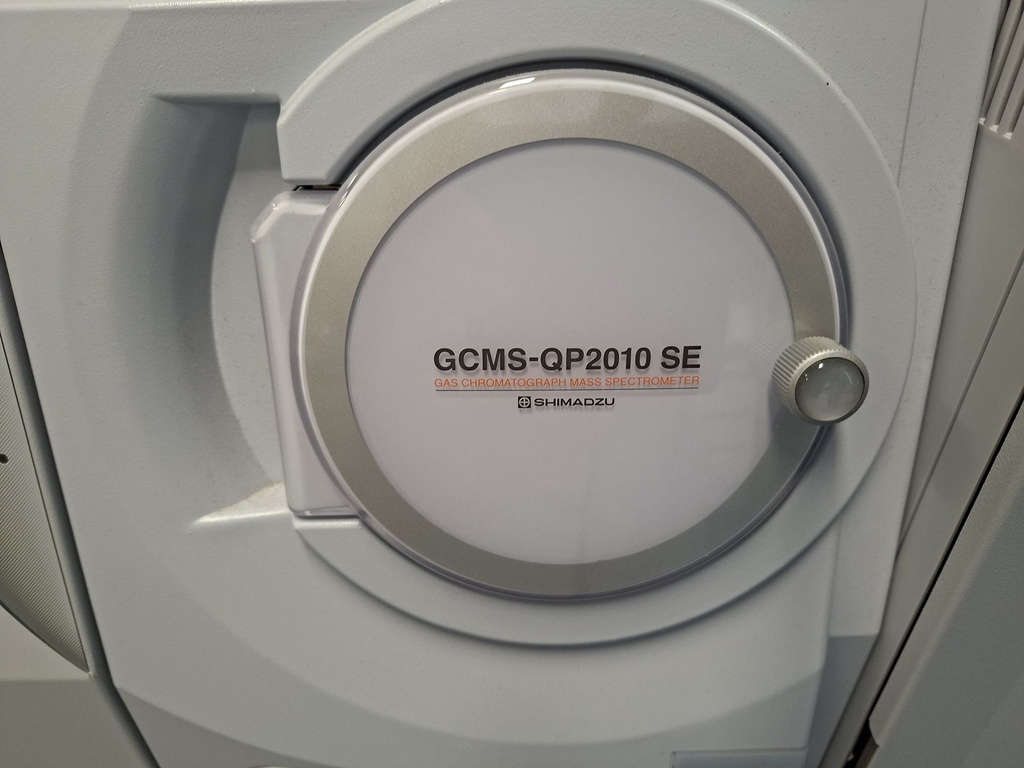 GCMS-QP2010 SE
GAS CHROMATOGRAPH MASS SPECTROMETER
SHIMADZU